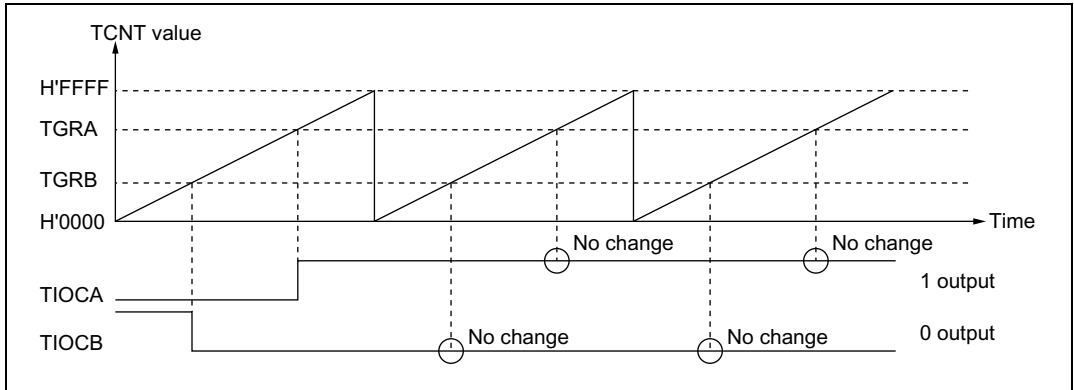 TCNT value
H'FFFF
TGRA
TGRB
H'0000
Time
No change
No change
TIOCA
1 output
No change
No change
TIOCB
0 output